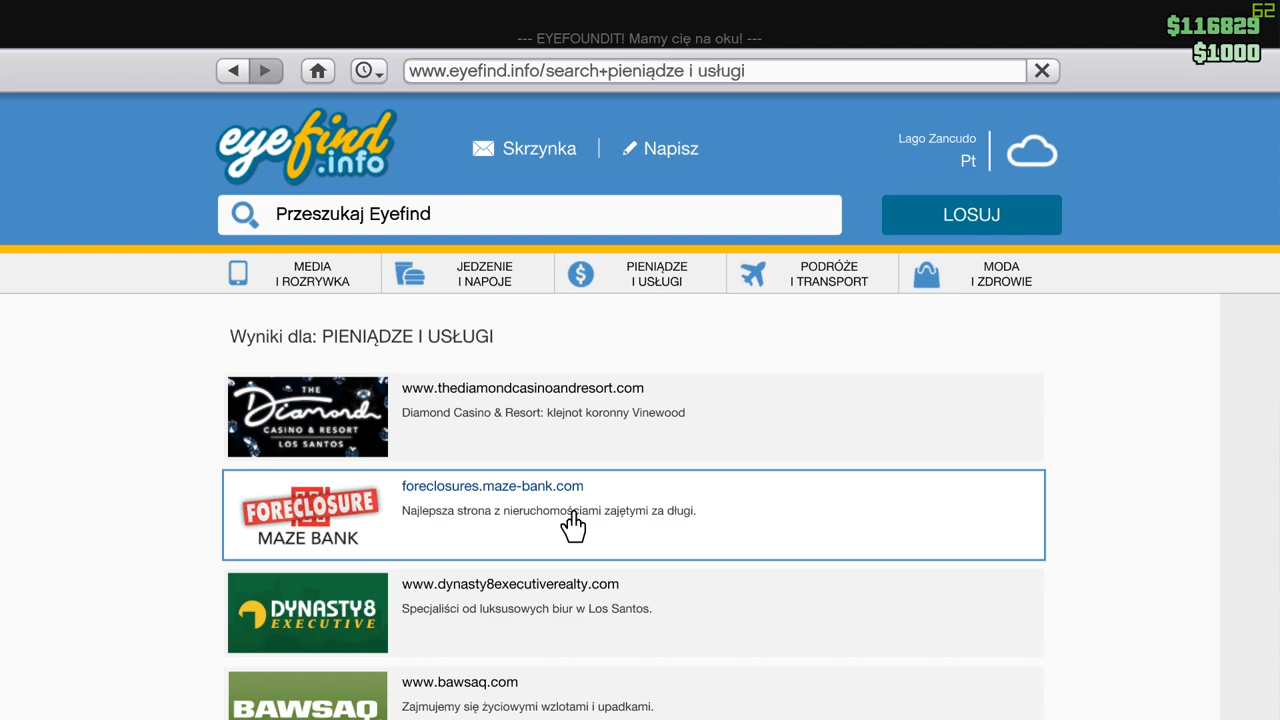 62
$116829
--- EYEFOUNDIT! Mamy cię na oku! ---
$1000
www.eyefind.info/search+pieniądze i usługi
eyefind
.info
Skrzynka
Napisz
Lago Zancudo
Pt
Przeszukaj Eyefind
LOSUJ
MEDIA
I ROZRYWKA
JEDZENIE
I NAPOJE
PIENIĄDZE
I USŁUGI
PODRÓŻE
I TRANSPORT
MODA
I ZDROWIE
Wyniki dla: PIENIĄDZE I USŁUGI
THE
Diamond
CASINO & RESORT
LOS SANTOS
www.thediamondcasinoandresort.com
Diamond Casino & Resort: klejnot koronny Vinewood
FORECLOSURE
MAZE BANK
foreclosures.maze-bank.com
Najlepsza strona z nieruchomościami zajętymi za długi.
DYNASTY8
EXECUTIVE
www.dynasty8executiverealty.com
Specjaliści od luksusowych biur w Los Santos.
BAWSAQ
www.bawsaq.com
Zajmujemy się życiowymi wzlotami i upadkami.